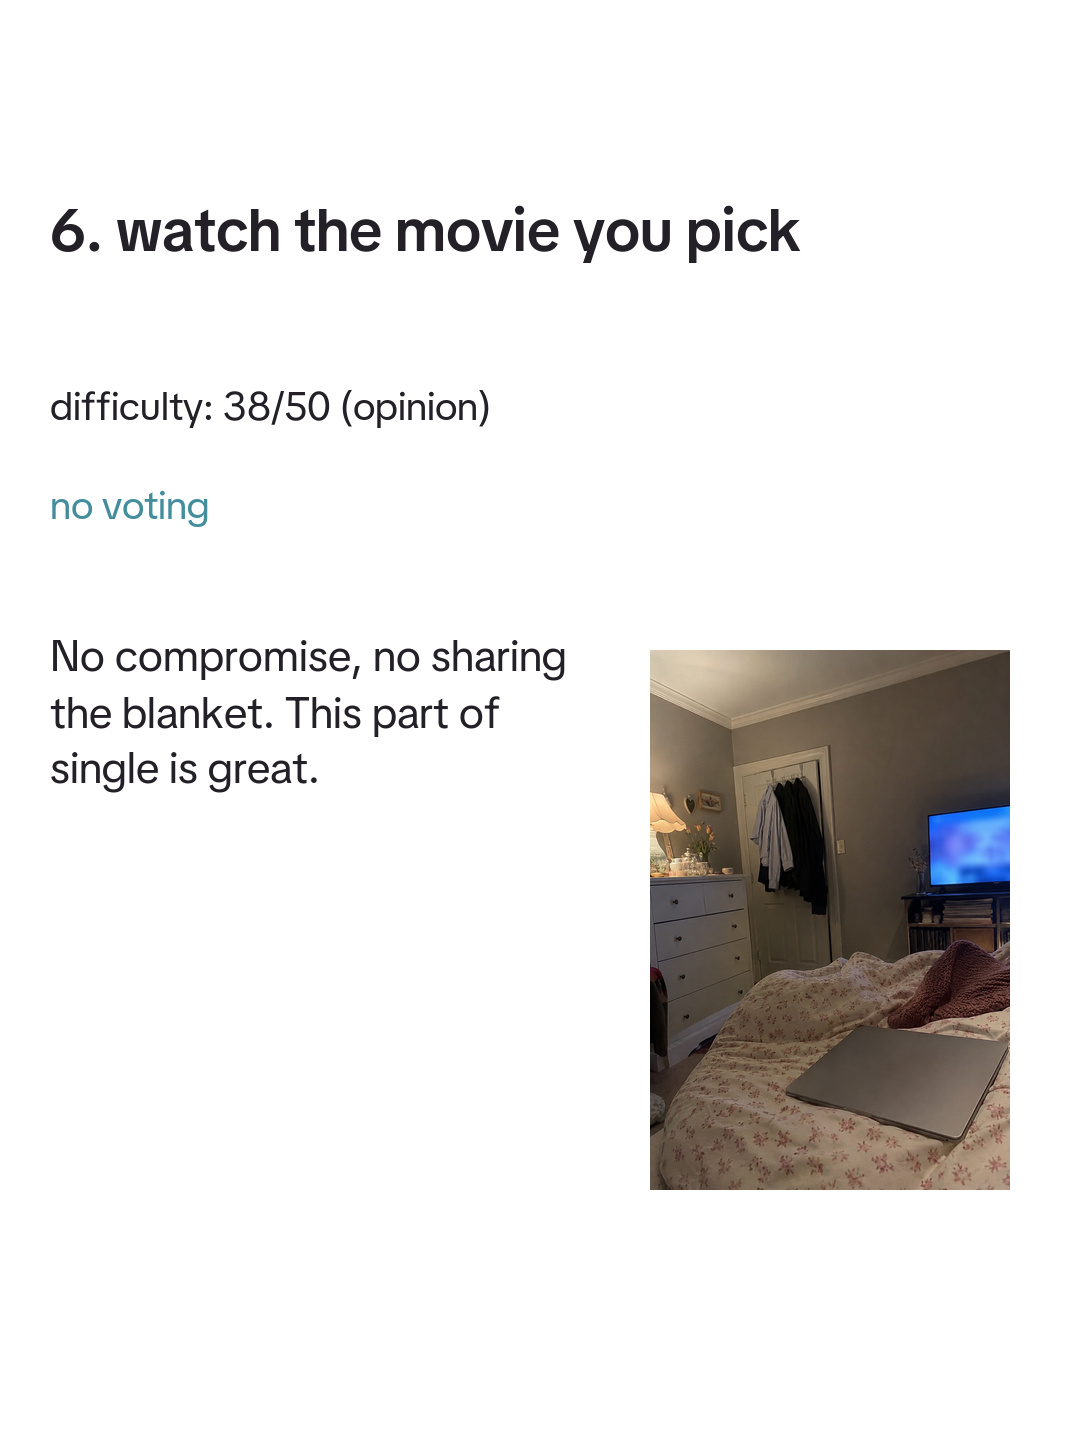 6. watch the movie you pick
difficulty: 38/50 (opinion)
no voting
No compromise, no sharing
the blanket. This part of
single is great.